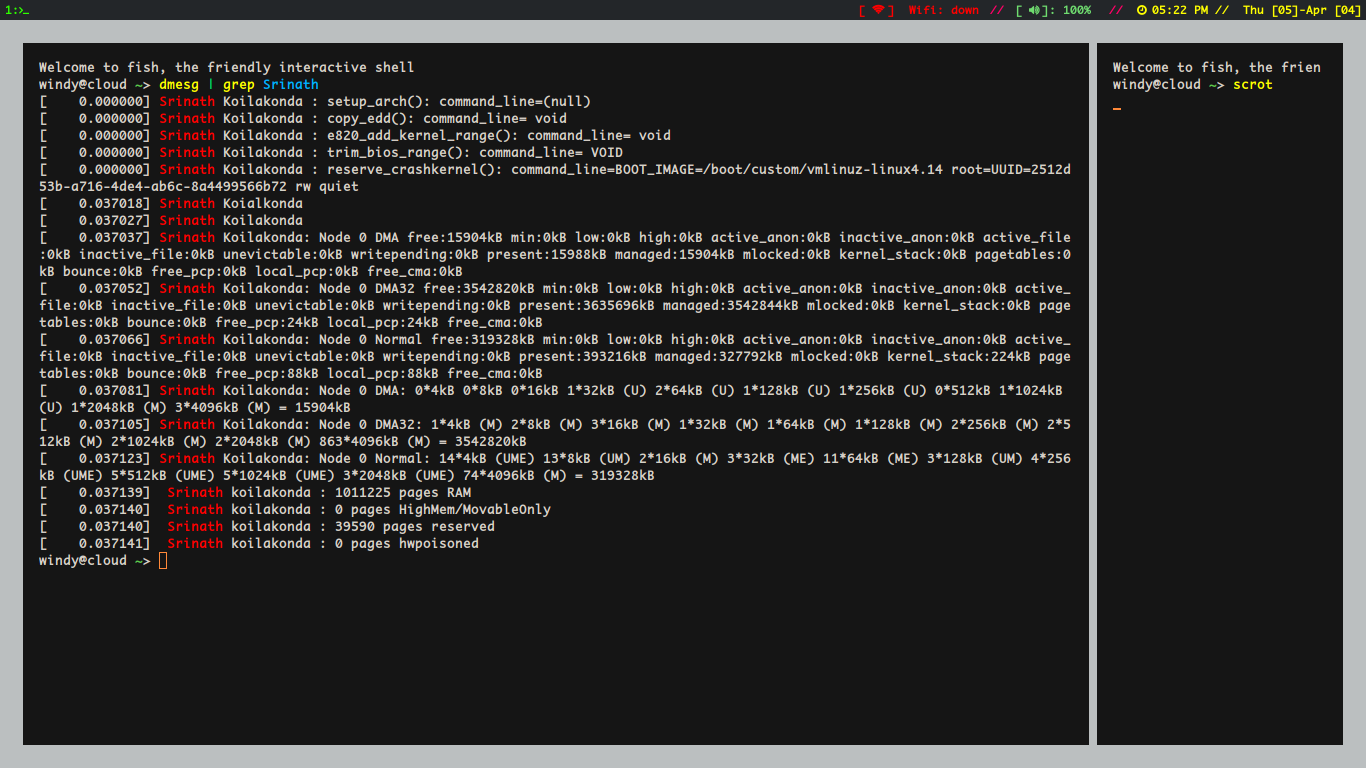 1:>_ [ ] Wifi: down // [ ]: 100% // 05:22 PM // Thu [05]-Apr [04]
Welcome to fish, the friendly interactive shell
windy@cloud ~> dmesg | grep Srinath
[    0.000000] Srinath Koilakonda : setup_arch(): command_line=(null)
[    0.000000] Srinath Koilakonda : copy_edd(): command_line= void
[    0.000000] Srinath Koilakonda : e820_add_kernel_range(): command_line= void
[    0.000000] Srinath Koilakonda : trim_bios_range(): command_line= VOID
[    0.000000] Srinath Koilakonda : reserve_crashkernel(): command_line=BOOT_IMAGE=/boot/custom/vmlinuz-linux4.14 root=UUID=2512d
53b-a716-4de4-ab6c-8a4499566b72 rw quiet
[    0.037018] Srinath Koialkonda
[    0.037027] Srinath Koilakonda
[    0.037037] Srinath Koilakonda: Node 0 DMA free:15904kB min:0kB low:0kB high:0kB active_anon:0kB inactive_anon:0kB active_file
:0kB inactive_file:0kB unevictable:0kB writepending:0kB present:15988kB managed:15904kB mlocked:0kB kernel_stack:0kB pagetables:0
kB bounce:0kB free_pcp:0kB local_pcp:0kB free_cma:0kB
[    0.037052] Srinath Koilakonda: Node 0 DMA32 free:3542820kB min:0kB low:0kB high:0kB active_anon:0kB inactive_anon:0kB active_
file:0kB inactive_file:0kB unevictable:0kB writepending:0kB present:3635696kB managed:3542844kB mlocked:0kB kernel_stack:0kB page
tables:0kB bounce:0kB free_pcp:24kB local_pcp:24kB free_cma:0kB
[    0.037066] Srinath Koilakonda: Node 0 Normal free:319328kB min:0kB low:0kB high:0kB active_anon:0kB inactive_anon:0kB active_
file:0kB inactive_file:0kB unevictable:0kB writepending:0kB present:393216kB managed:327792kB mlocked:0kB kernel_stack:224kB page
tables:0kB bounce:0kB free_pcp:88kB local_pcp:88kB free_cma:0kB
[    0.037081] Srinath Koilakonda: Node 0 DMA: 0*4kB 0*8kB 0*16kB 1*32kB (U) 2*64kB (U) 1*128kB (U) 1*256kB (U) 0*512kB 1*1024kB
(U) 1*2048kB (M) 3*4096kB (M) = 15904kB
[    0.037105] Srinath Koilakonda: Node 0 DMA32: 1*4kB (M) 2*8kB (M) 3*16kB (M) 1*32kB (M) 1*64kB (M) 1*128kB (M) 2*256kB (M) 2*5
12kB (M) 2*1024kB (M) 2*2048kB (M) 863*4096kB (M) = 3542820kB
[    0.037123] Srinath Koilakonda: Node 0 Normal: 14*4kB (UME) 13*8kB (UM) 2*16kB (M) 3*32kB (ME) 11*64kB (ME) 3*128kB (UM) 4*256
kB (UME) 5*512kB (UME) 5*1024kB (UME) 3*2048kB (UME) 74*4096kB (M) = 319328kB
[    0.037139]  Srinath koilakonda : 1011225 pages RAM
[    0.037140]  Srinath koilakonda : 0 pages HighMem/MovableOnly
[    0.037140]  Srinath koilakonda : 39590 pages reserved
[    0.037141]  Srinath koilakonda : 0 pages hwpoisoned
windy@cloud ~>
Welcome to fish, the frien
windy@cloud ~> scrot